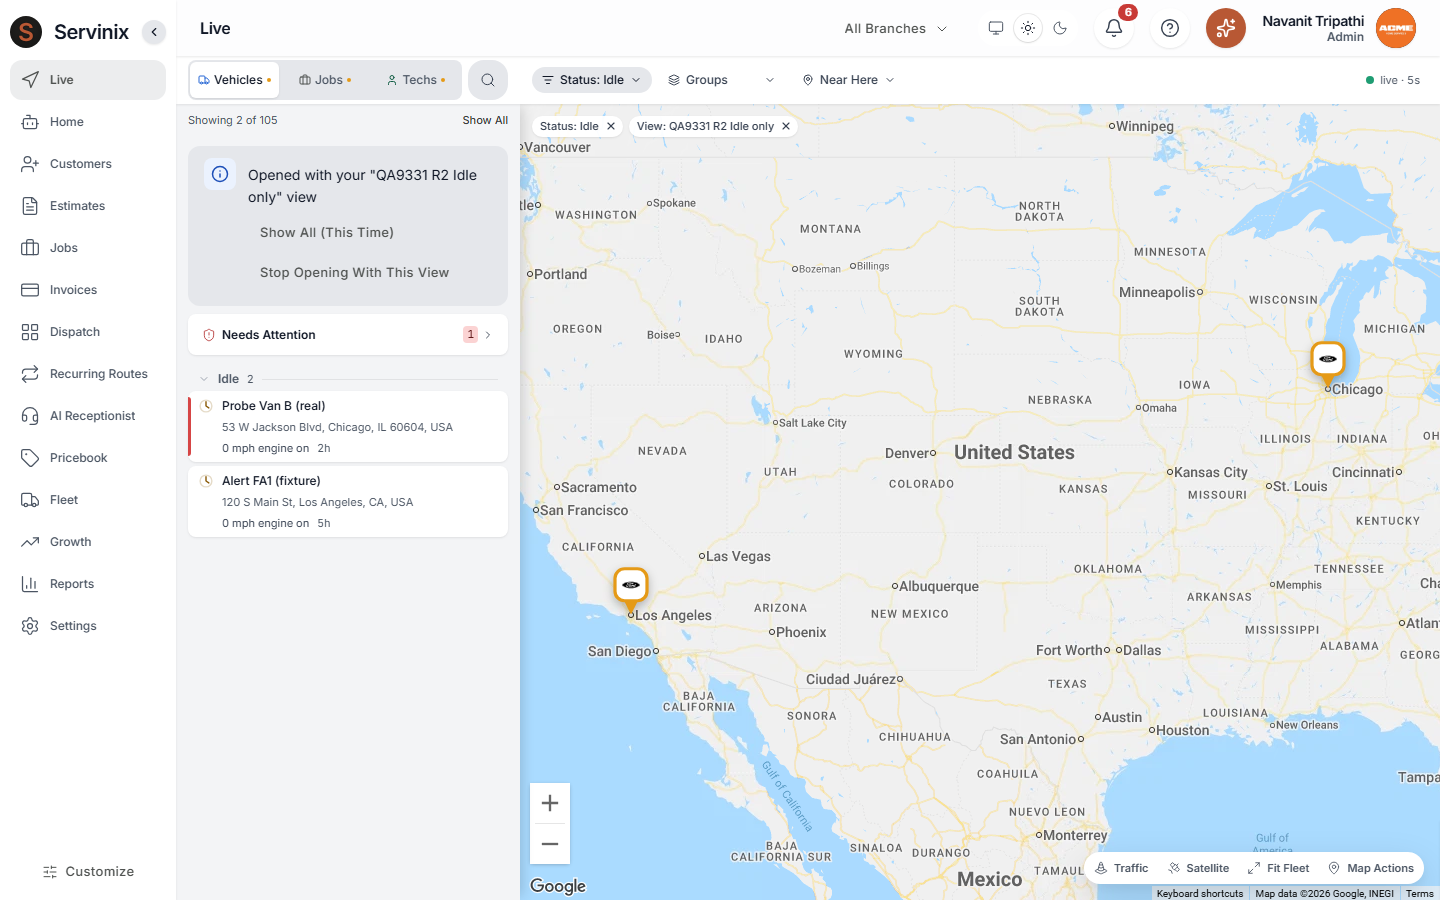 Servinix
Live
All Branches
6
Navanit Tripathi
Admin
ACME
Live
Home
Customers
Estimates
Jobs
Invoices
Dispatch
Recurring Routes
AI Receptionist
Pricebook
Fleet
Growth
Reports
Settings
Customize
Vehicles
Jobs
Techs
Status: Idle
Groups
Near Here
live · 5s
Showing 2 of 105
Show All
Opened with your "QA9331 R2 Idle
only" view
Show All (This Time)
Stop Opening With This View
Needs Attention
1
Idle 2
Probe Van B (real)
53 W Jackson Blvd, Chicago, IL 60604, USA
0 mph engine on 2h
Alert FA1 (fixture)
120 S Main St, Los Angeles, CA, USA
0 mph engine on 5h
Status: Idle
View: QA9331 R2 Idle only
Winnipeg
Vancouver
tle
Spokane
WASHINGTON
NORTH
DAKOTA
MONTANA
MINNESOTA
Portland
Bozeman
Billings
Minneapolis
WISCONSIN
SOUTH
DAKOTA
OREGON
Boise
IDAHO
MICHIGAN
WYOMING
Chicago
IOWA
NEBRASKA
Omaha
Salt Lake City
ILLINOIS
INDIANA
OH
NEVADA
Denver
United States
UTAH
Kansas City
Cincinnati
COLORADO
KANSAS
St. Louis
MISSOURI
Sacramento
San Francisco
KENTUCKY
CALIFORNIA
Las Vegas
OKLAHOMA
TENNESSEE
Albuquerque
Memphis
Cha
ARKANSAS
Los Angeles
ARIZONA
NEW MEXICO
Atlan
Phoenix
MISSISSIPPI
San Diego
Fort Worth
Dallas
ALABAMA
GEORG
Ciudad Juárez
TEXAS
BAJA
CALIFORNIA
SONORA
Austin
LOUISIANA
Houston
New Orleans
CHIHUAHUA
San Antonio
COAHUILA
Tampa
Gulf of California
NUEVO LEON
Monterrey
Gulf of
America
BAJA
CALIFORNIA SUR
SINALOA
DURANGO
TAMAUL
Mexico
Traffic
Satellite
Fit Fleet
Map Actions
Google
Keyboard shortcuts
Map data ©2026 Google, INEGI
Terms